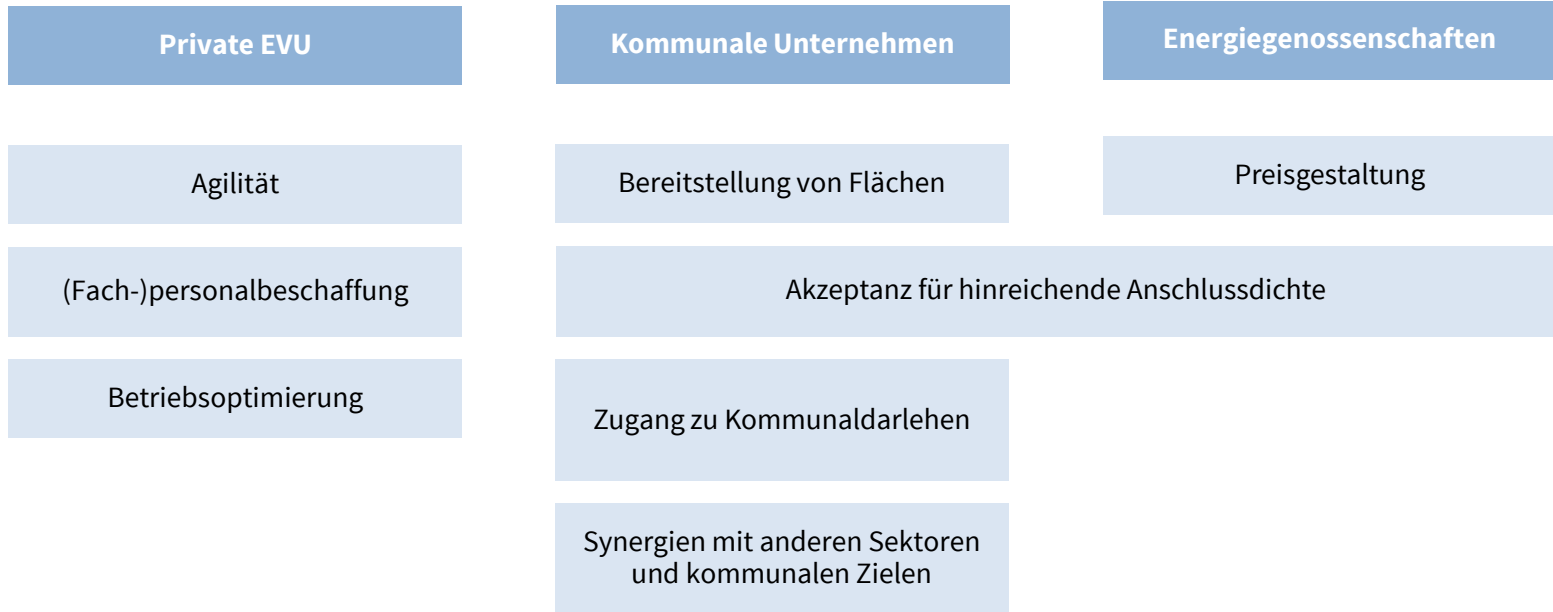 Private EVU
Kommunale Unternehmen
Energiegenossenschaften
Agilität
Bereitstellung von Flächen
Preisgestaltung
(Fach-)personalbeschaffung
Akzeptanz für hinreichende Anschlussdichte
Betriebsoptimierung
Zugang zu Kommunaldarlehen
Synergien mit anderen Sektoren
und kommunalen Zielen